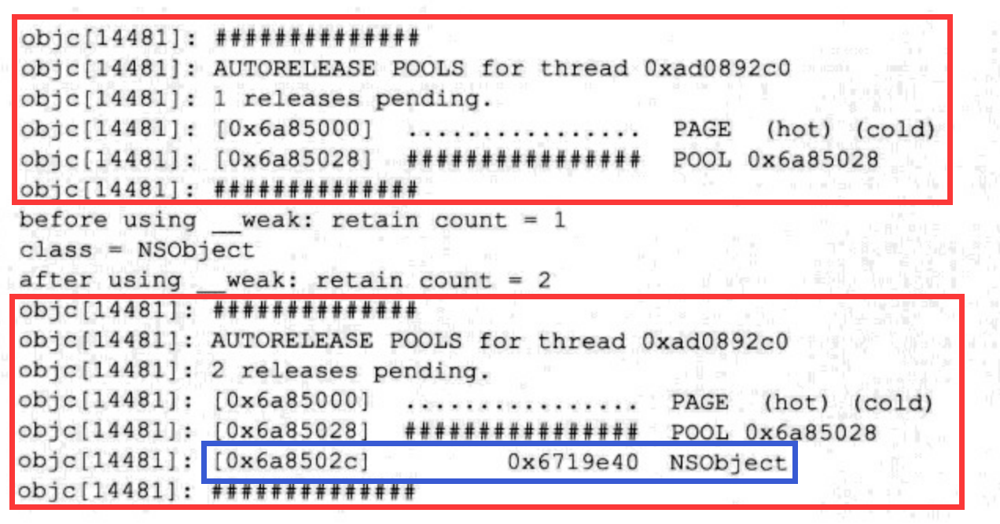 objc[14481]: ##############
objc[14481]: AUTORELEASE POOLS for thread 0xad0892c0
objc[14481]: 1 releases pending.
objc[14481]: [0x6a85000] ................ PAGE (hot) (cold)
objc[14481]: [0x6a85028] ################ POOL 0x6a85028
objc[14481]: ##############
before using __weak: retain count = 1
class = NSObject
after using __weak: retain count = 2
objc[14481]: ##############
objc[14481]: AUTORELEASE POOLS for thread 0xad0892c0
objc[14481]: 2 releases pending.
objc[14481]: [0x6a85000] ................ PAGE (hot) (cold)
objc[14481]: [0x6a85028] ################ POOL 0x6a85028
objc[14481]: [0x6a8502c] 0x6719e40 NSObject
objc[14481]: ##############